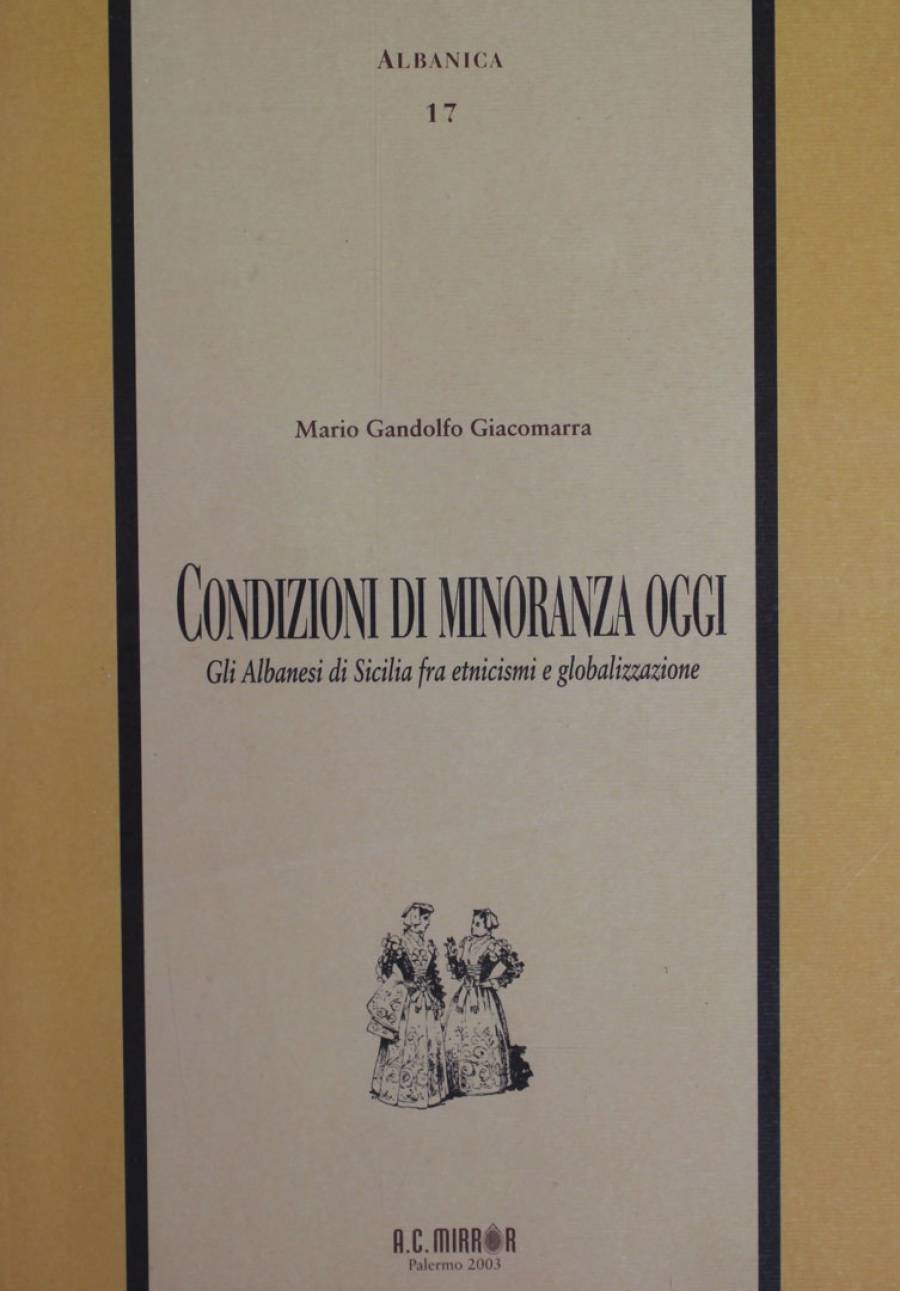 ALBANICA
17
Mario Gandolfo Giacomarra
CONDIZIONI DI MINORANZA OGGI
Gli Albanesi di Sicilia fra etnicismi e globalizzazione
A.C. MIRROR
Palermo 2003